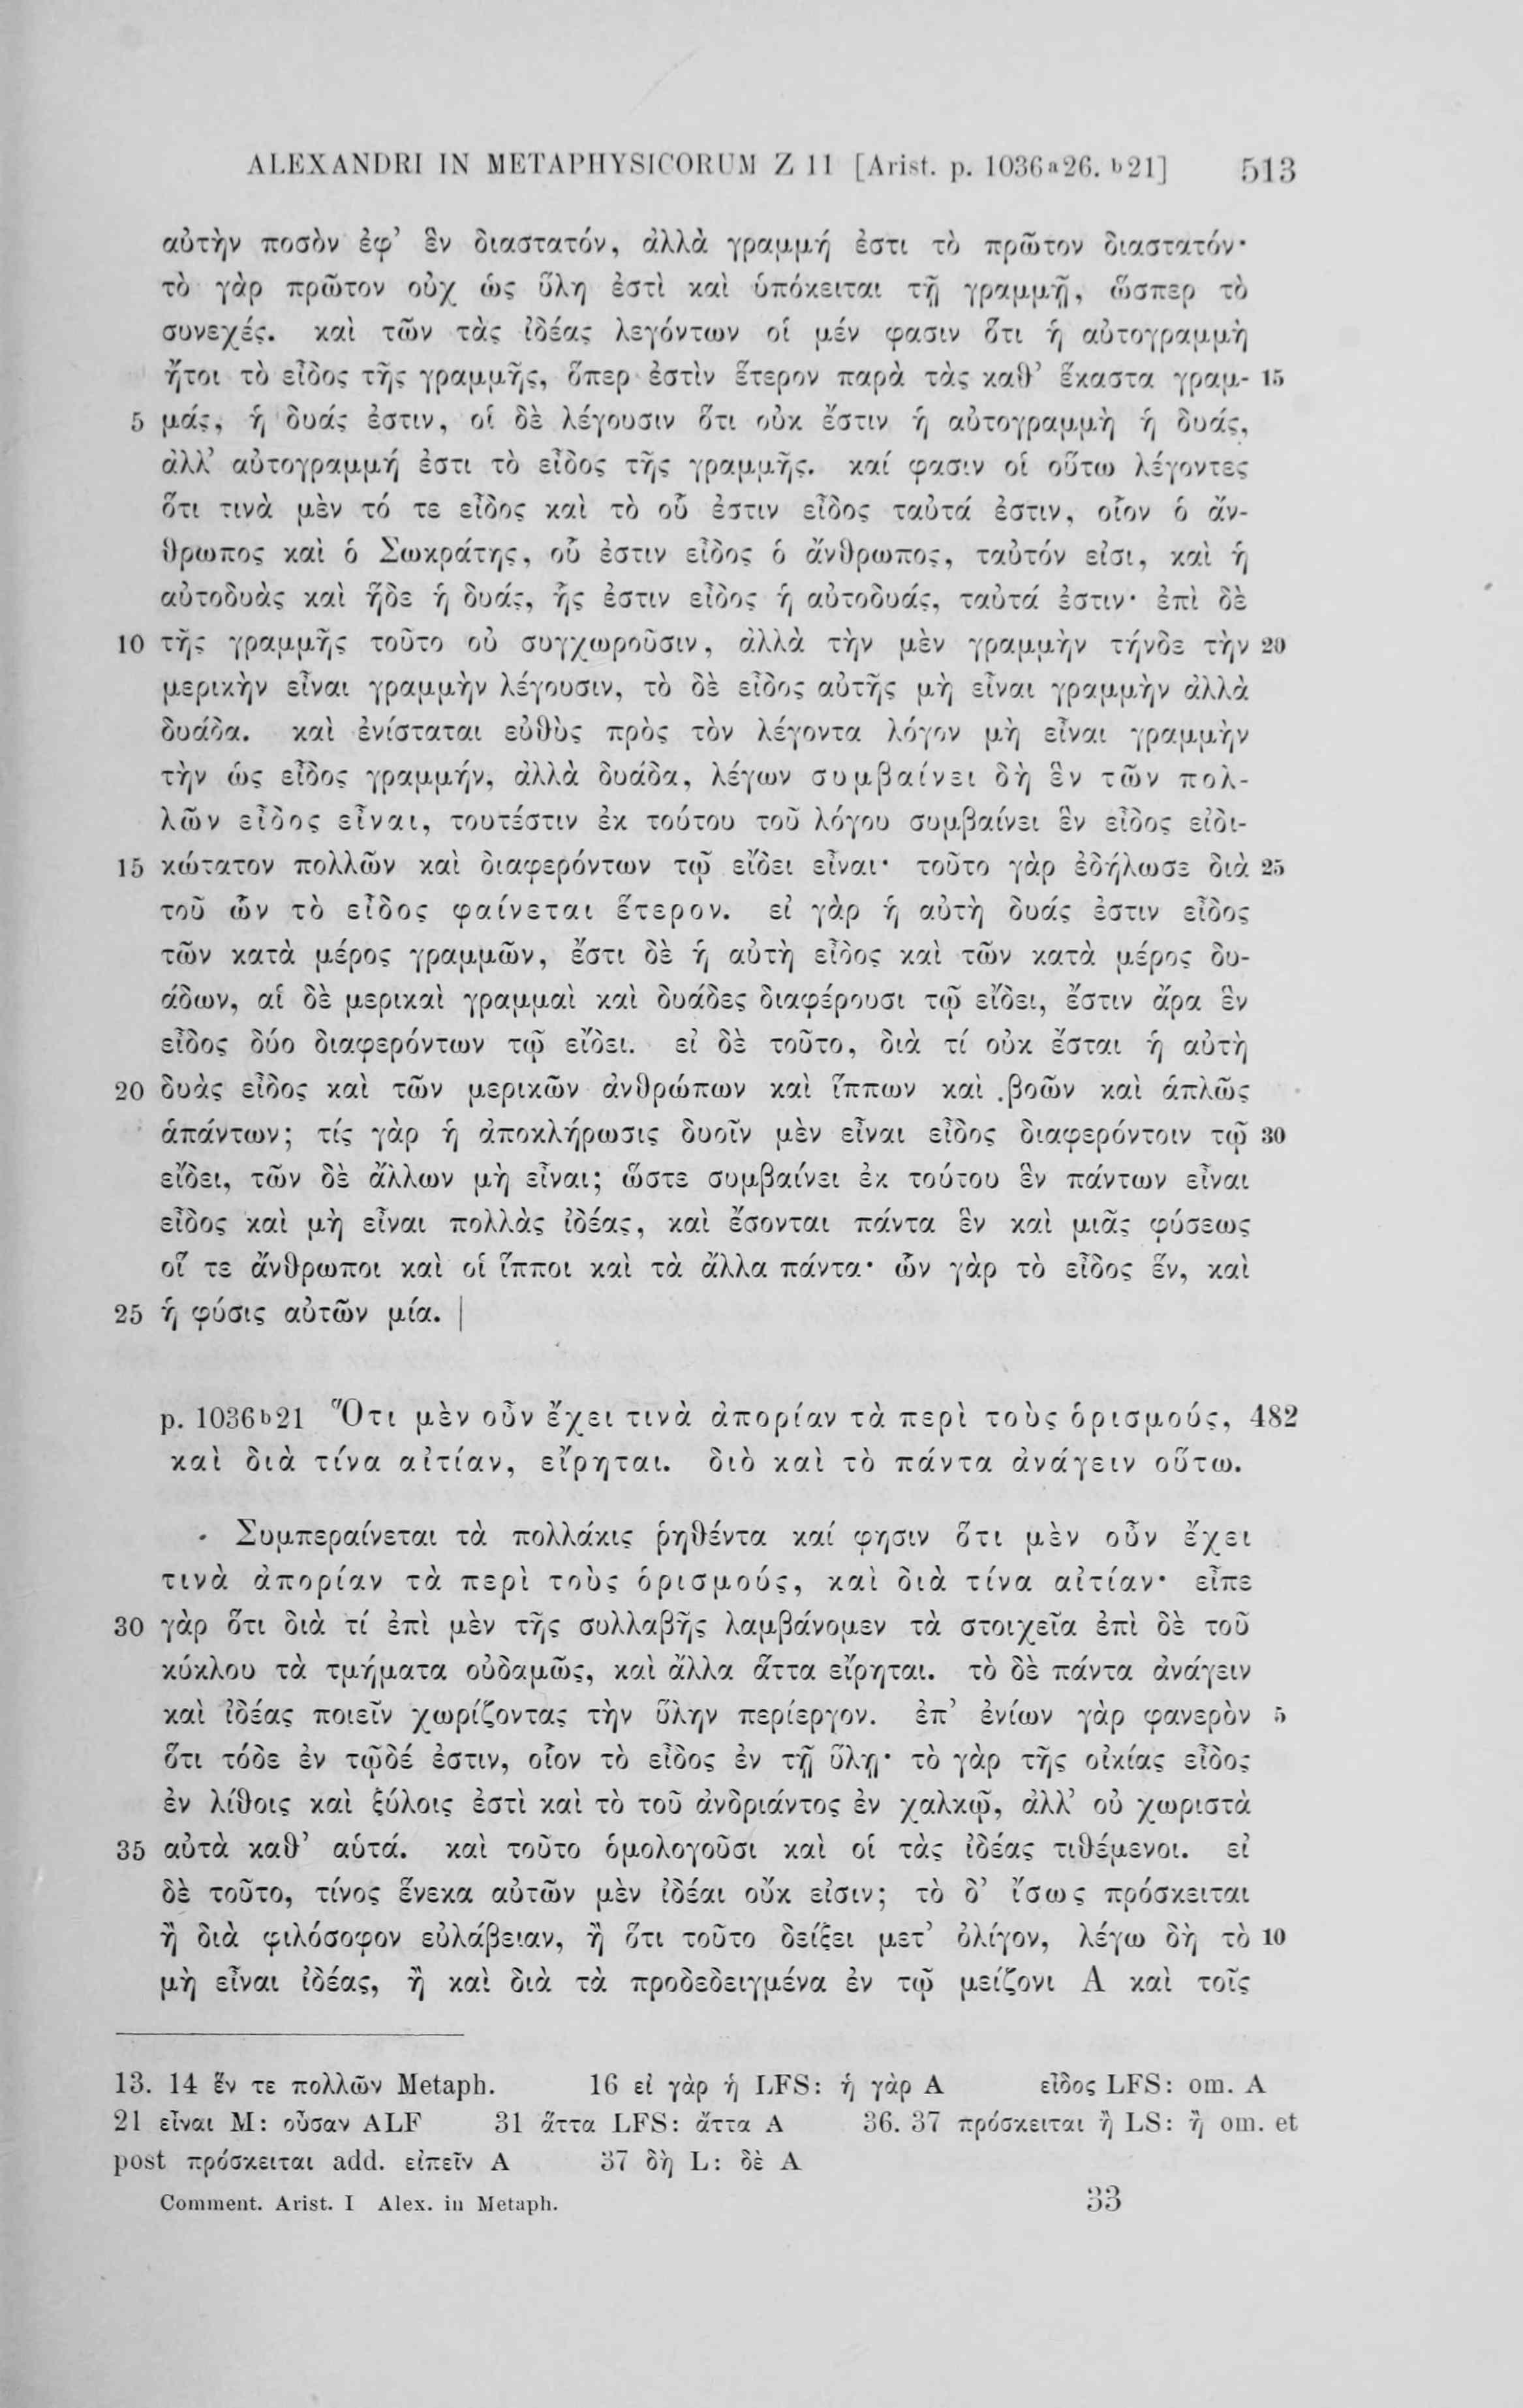 ALEXANDRI IN METAPHYSICORUM Z 11 [Arist. p. 1036a26. b21] 513
αὐτὴν ποσὸν ἐφ’ ἓν διαστατόν, ἀλλὰ γραμμή ἐστι τὸ πρῶτον διαστατόν·
τὸ γὰρ πρῶτον οὐχ ὡς ὕλη ἐστὶ καὶ ὑπόκειται τῇ γραμμῇ, ὥσπερ τὸ
συνεχές. καὶ τῶν τὰς ἰδέας λεγόντων οἱ μέν φασιν ὅτι ἡ αὐτογραμμὴ
ἤτοι τὸ εἶδος τῆς γραμμῆς, ὅπερ ἐστὶν ἕτερον παρὰ τὰς καθ’ ἕκαστα γραμ- 15
5 μάς, ἡ δυάς ἐστιν, οἱ δὲ λέγουσιν ὅτι οὐκ ἔστιν ἡ αὐτογραμμὴ ἡ δυάς,
ἀλλ’ αὐτογραμμή ἐστι τὸ εἶδος τῆς γραμμῆς. καί φασιν οἱ οὕτω λέγοντες
ὅτι τινὰ μὲν τό τε εἶδος καὶ τὸ οὗ ἐστιν εἶδος ταὐτά ἐστιν, οἷον ὁ ἄν-
θρωπος καὶ ὁ Σωκράτης, οὗ ἐστιν εἶδος ὁ ἄνθρωπος, ταὐτόν εἰσι, καὶ ἡ
αὐτοδυὰς καὶ ἥδε ἡ δυάς, ἧς ἐστιν εἶδος ἡ αὐτοδυάς, ταὐτά ἐστιν· ἐπὶ δὲ
10 τῆς γραμμῆς τοῦτο οὐ συγχωροῦσιν, ἀλλὰ τὴν μὲν γραμμὴν τήνδε τὴν 20
μερικὴν εἶναι γραμμὴν λέγουσιν, τὸ δὲ εἶδος αὐτῆς μὴ εἶναι γραμμὴν ἀλλὰ
δυάδα. καὶ ἐνίσταται εὐθὺς πρὸς τὸν λέγοντα λόγον μὴ εἶναι γραμμὴν
τὴν ὡς εἶδος γραμμήν, ἀλλὰ δυάδα, λέγων συμβαίνει δὴ ἓν τῶν πολ-
λῶν εἶδος εἶναι, τουτέστιν ἐκ τούτου τοῦ λόγου συμβαίνει ἓν εἶδος εἰδι-
15 κώτατον πολλῶν καὶ διαφερόντων τῷ εἴδει εἶναι· τοῦτο γὰρ ἐδήλωσε διὰ 25
τοῦ ὧν τὸ εἶδος φαίνεται ἕτερον. εἰ γὰρ ἡ αὐτὴ δυάς ἐστιν εἶδος
τῶν κατὰ μέρος γραμμῶν, ἔστι δὲ ἡ αὐτὴ εἶδος καὶ τῶν κατὰ μέρος δυ-
άδων, αἱ δὲ μερικαὶ γραμμαὶ καὶ δυάδες διαφέρουσι τῷ εἴδει, ἔστιν ἄρα ἓν
εἶδος δύο διαφερόντων τῷ εἴδει. εἰ δὲ τοῦτο, διὰ τί οὐκ ἔσται ἡ αὐτὴ
20 δυὰς εἶδος καὶ τῶν μερικῶν ἀνθρώπων καὶ ἵππων καὶ βοῶν καὶ ἁπλῶς
ἁπάντων; τίς γὰρ ἡ ἀποκλήρωσις δυοῖν μὲν εἶναι εἶδος διαφερόντοιν τῷ 30
εἴδει, τῶν δὲ ἄλλων μὴ εἶναι; ὥστε συμβαίνει ἐκ τούτου ἓν πάντων εἶναι
εἶδος καὶ μὴ εἶναι πολλὰς ἰδέας, καὶ ἔσονται πάντα ἓν καὶ μιᾶς φύσεως
οἵ τε ἄνθρωποι καὶ οἱ ἵπποι καὶ τὰ ἄλλα πάντα· ὧν γὰρ τὸ εἶδος ἕν, καὶ
25 ἡ φύσις αὐτῶν μία. |
p. 1036b21 Ὅτι μὲν οὖν ἔχει τινὰ ἀπορίαν τὰ περὶ τοὺς ὁρισμούς, 482
καὶ διὰ τίνα αἰτίαν, εἴρηται. διὸ καὶ τὸ πάντα ἀνάγειν οὕτω.
Συμπεραίνεται τὰ πολλάκις ῥηθέντα καί φησιν ὅτι μὲν οὖν ἔχει
τινὰ ἀπορίαν τὰ περὶ τοὺς ὁρισμούς, καὶ διὰ τίνα αἰτίαν· εἶπε
30 γὰρ ὅτι διὰ τί ἐπὶ μὲν τῆς συλλαβῆς λαμβάνομεν τὰ στοιχεῖα ἐπὶ δὲ τοῦ
κύκλου τὰ τμήματα οὐδαμῶς, καὶ ἄλλα ἅττα εἴρηται. τὸ δὲ πάντα ἀνάγειν
καὶ ἰδέας ποιεῖν χωρίζοντας τὴν ὕλην περίεργον. ἐπ’ ἐνίων γὰρ φανερὸν 5
ὅτι τόδε ἐν τῷδέ ἐστιν, οἷον τὸ εἶδος ἐν τῇ ὕλῃ· τὸ γὰρ τῆς οἰκίας εἶδος
ἐν λίθοις καὶ ξύλοις ἐστὶ καὶ τὸ τοῦ ἀνδριάντος ἐν χαλκῷ, ἀλλ’ οὐ χωριστὰ
35 αὐτὰ καθ’ αὑτά. καὶ τοῦτο ὁμολογοῦσι καὶ οἱ τὰς ἰδέας τιθέμενοι. εἰ
δὲ τοῦτο, τίνος ἕνεκα αὐτῶν μὲν ἰδέαι οὔκ εἰσιν; τὸ δ’ ἴσως πρόσκειται
ἢ διὰ φιλόσοφον εὐλάβειαν, ἢ ὅτι τοῦτο δείξει μετ’ ὀλίγον, λέγω δὴ τὸ 10
μὴ εἶναι ἰδέας, ἢ καὶ διὰ τὰ προδεδειγμένα ἐν τῷ μείζονι Α καὶ τοῖς
13. 14 ἕν τε πολλῶν Metaph. 16 εἰ γὰρ ἡ LFS: ἡ γὰρ A εἶδος LFS: om. A
21 εἶναι M: οὖσαν ALF 31 ἅττα LFS: ἄττα A 36. 37 πρόσκειται ἢ LS: ἢ om. et
post πρόσκειται add. εἰπεῖν A 37 δὴ L: δὲ A
Comment. Arist. I Alex. in Metaph. 33